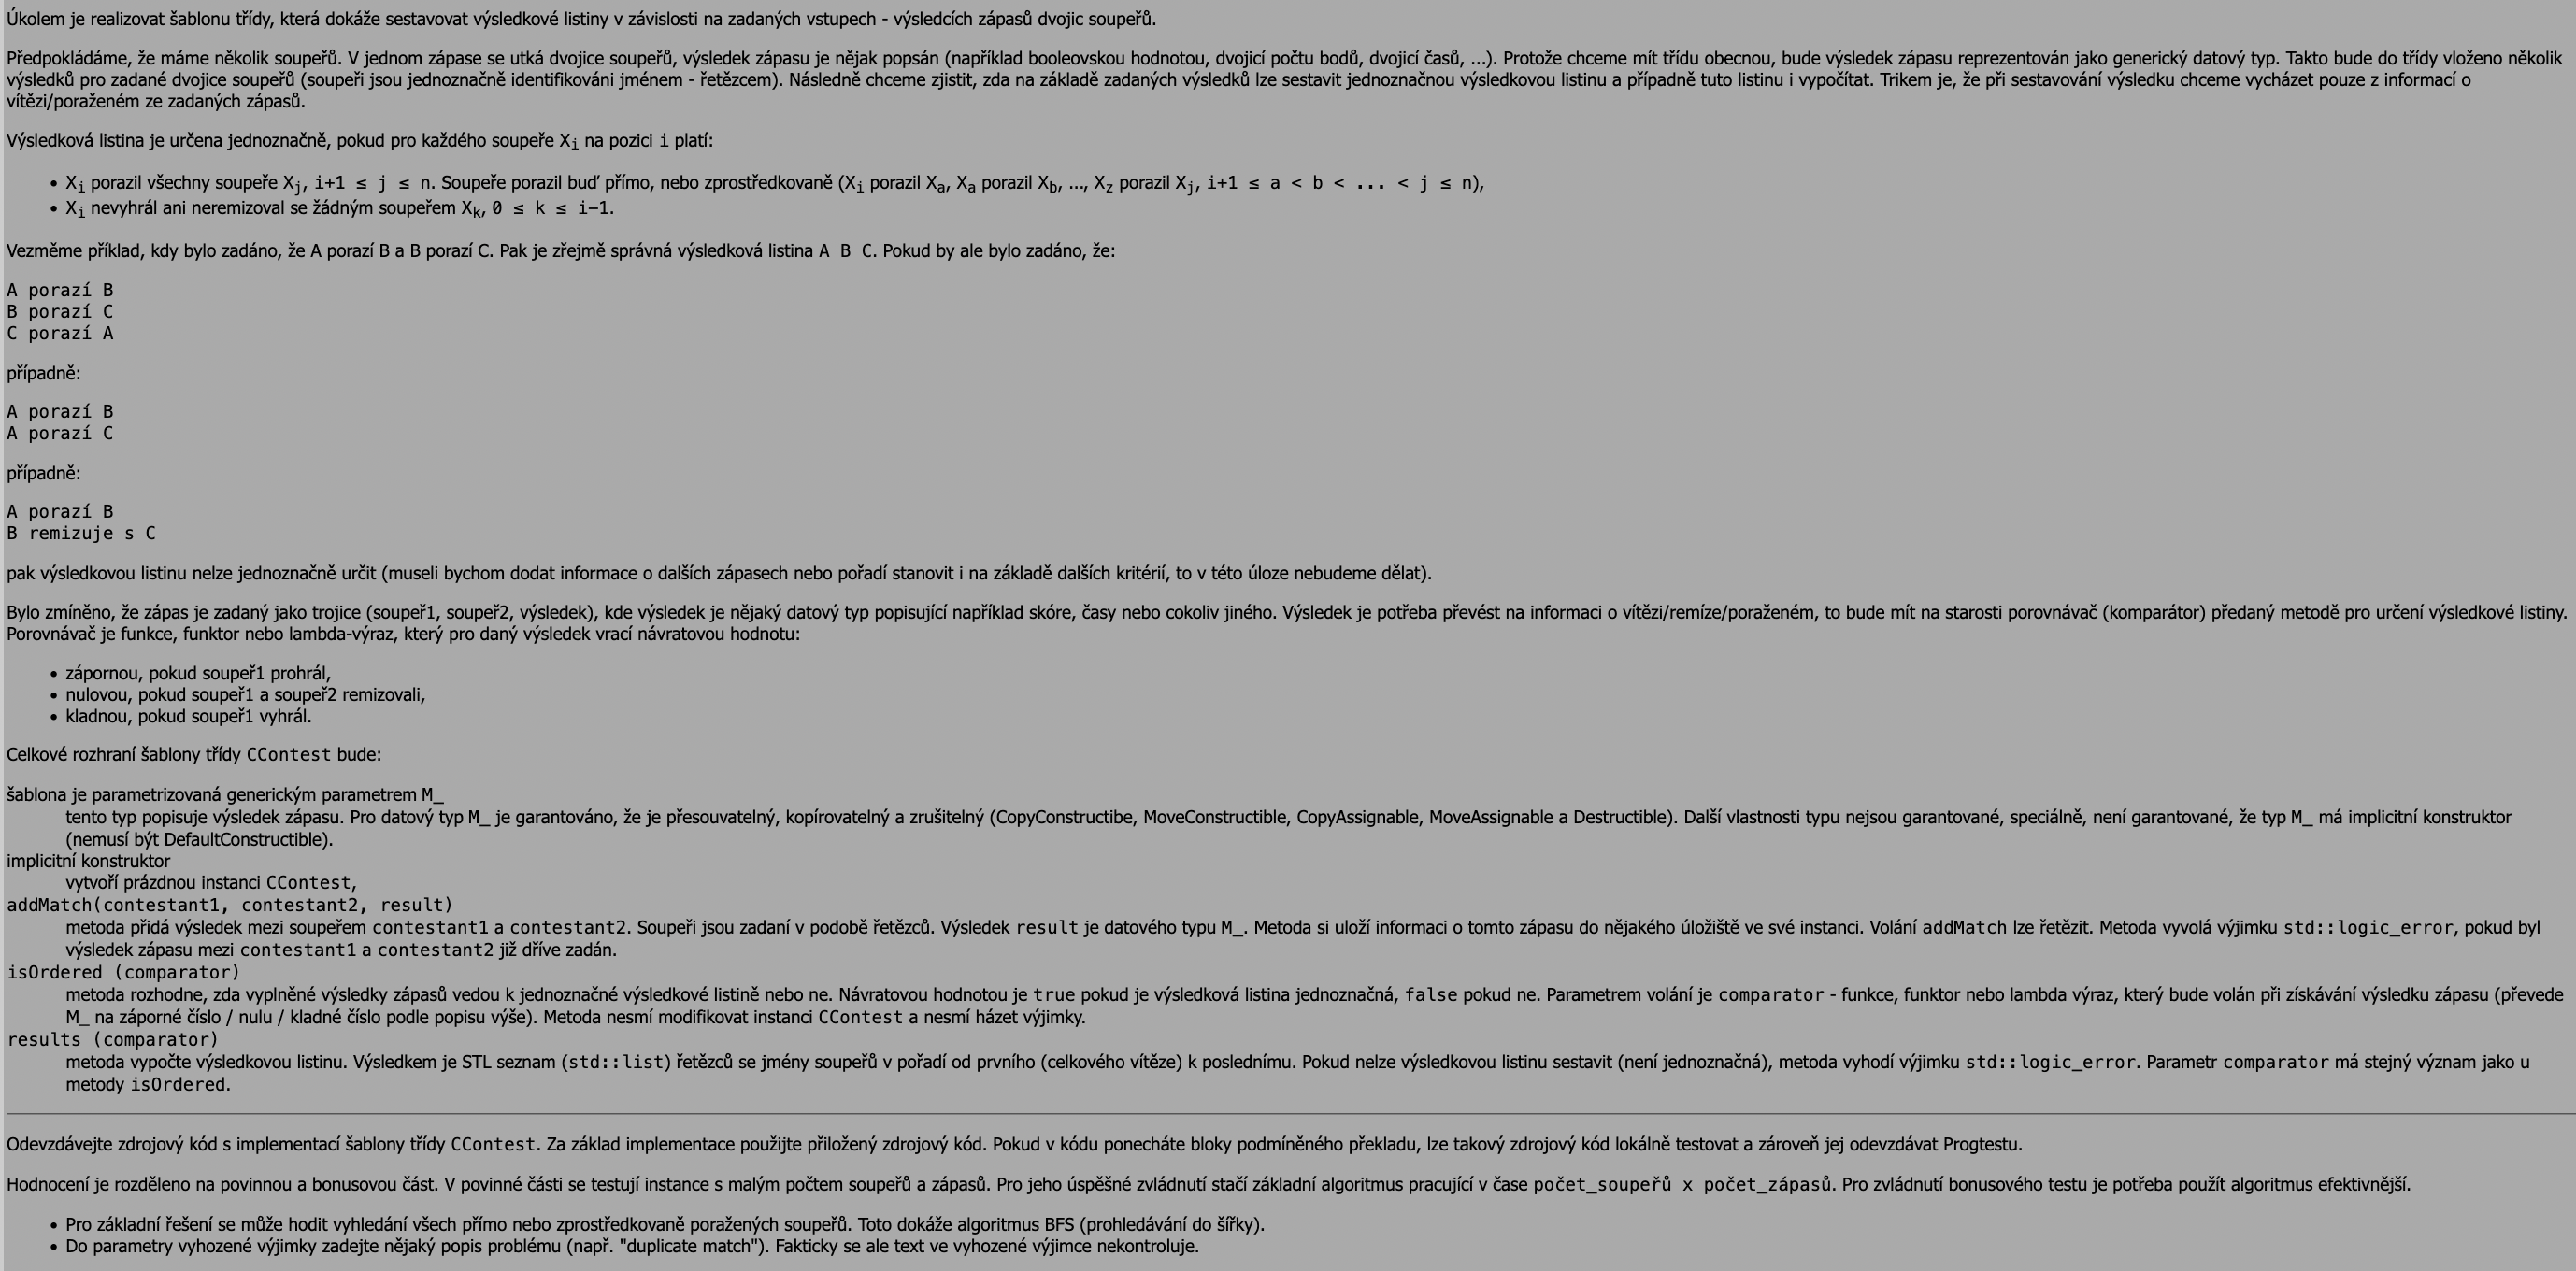 Úkolem je realizovat šablonu třídy, která dokáže sestavovat výsledkové listiny v závislosti na zadaných vstupech - výsledcích zápasů dvojic soupeřů.
Předpokládáme, že máme několik soupeřů. V jednom zápase se utká dvojice soupeřů, výsledek zápasu je nějak popsán (například booleovskou hodnotou, dvojicí počtu bodů, dvojicí časů, ...). Protože chceme mít třídu obecnou, bude výsledek zápasu reprezentován jako generický datový typ. Takto bude do třídy vloženo několik
výsledků pro zadané dvojice soupeřů (soupeři jsou jednoznačně identifikováni jménem - řetězcem). Následně chceme zjistit, zda na základě zadaných výsledků lze sestavit jednoznačnou výsledkovou listinu a případně tuto listinu i vypočítat. Trikem je, že při sestavování výsledku chceme vycházet pouze z informací o
vítězi/poraženém ze zadaných zápasů.
Výsledková listina je určena jednoznačně, pokud pro každého soupeře Xi na pozici i platí:
• Xi porazil všechny soupeře Xj, i+1 ≤ j ≤ n. Soupeře porazil buď přímo, nebo zprostředkovaně (Xi porazil Xa, Xa porazil Xb, ..., Xz porazil Xj, i+1 ≤ a < b < ... < j ≤ n),
• Xi nevyhrál ani neremizoval se žádným soupeřem Xk, 0 ≤ k ≤ i−1.
Vezměme příklad, kdy bylo zadáno, že A porazí B a B porazí C. Pak je zřejmě správná výsledková listina A B C. Pokud by ale bylo zadáno, že:
A porazí B
B porazí C
C porazí A
případně:
A porazí B
A porazí C
případně:
A porazí B
B remizuje s C
pak výsledkovou listinu nelze jednoznačně určit (museli bychom dodat informace o dalších zápasech nebo pořadí stanovit i na základě dalších kritérií, to v této úloze nebudeme dělat).
Bylo zmíněno, že zápas je zadaný jako trojice (soupeř1, soupeř2, výsledek), kde výsledek je nějaký datový typ popisující například skóre, časy nebo cokoliv jiného. Výsledek je potřeba převést na informaci o vítězi/remíze/poraženém, to bude mít na starosti porovnávač (komparátor) předaný metodě pro určení výsledkové listiny.
Porovnávač je funkce, funktor nebo lambda-výraz, který pro daný výsledek vrací návratovou hodnotu:
• zápornou, pokud soupeř1 prohrál,
• nulovou, pokud soupeř1 a soupeř2 remizovali,
• kladnou, pokud soupeř1 vyhrál.
Celkové rozhraní šablony třídy CContest bude:
šablona je parametrizovaná generickým parametrem M_
tento typ popisuje výsledek zápasu. Pro datový typ M_ je garantováno, že je přesouvatelný, kopírovatelný a zrušitelný (CopyConstructibe, MoveConstructible, CopyAssignable, MoveAssignable a Destructible). Další vlastnosti typu nejsou garantované, speciálně, není garantované, že typ M_ má implicitní konstruktor
(nemusí být DefaultConstructible).
implicitní konstruktor
vytvoří prázdnou instanci CContest,
addMatch(contestant1, contestant2, result)
metoda přidá výsledek mezi soupeřem contestant1 a contestant2. Soupeři jsou zadaní v podobě řetězců. Výsledek result je datového typu M_. Metoda si uloží informaci o tomto zápasu do nějakého úložiště ve své instanci. Volání addMatch lze řetězit. Metoda vyvolá výjimku std::logic_error, pokud byl
výsledek zápasu mezi contestant1 a contestant2 již dříve zadán.
isOrdered (comparator)
metoda rozhodne, zda vyplněné výsledky zápasů vedou k jednoznačné výsledkové listině nebo ne. Návratovou hodnotou je true pokud je výsledková listina jednoznačná, false pokud ne. Parametrem volání je comparator - funkce, funktor nebo lambda výraz, který bude volán při získávání výsledku zápasu (převede
M_ na záporné číslo / nulu / kladné číslo podle popisu výše). Metoda nesmí modifikovat instanci CContest a nesmí házet výjimky.
results (comparator)
metoda vypočte výsledkovou listinu. Výsledkem je STL seznam (std::list) řetězců se jmény soupeřů v pořadí od prvního (celkového vítěze) k poslednímu. Pokud nelze výsledkovou listinu sestavit (není jednoznačná), metoda vyhodí výjimku std::logic_error. Parametr comparator má stejný význam jako u
metody isOrdered.
Odevzdávejte zdrojový kód s implementací šablony třídy CContest. Za základ implementace použijte přiložený zdrojový kód. Pokud v kódu ponecháte bloky podmíněného překladu, lze takový zdrojový kód lokálně testovat a zároveň jej odevzdávat Progtestu.
Hodnocení je rozděleno na povinnou a bonusovou část. V povinné části se testují instance s malým počtem soupeřů a zápasů. Pro jeho úspěšné zvládnutí stačí základní algoritmus pracující v čase počet_soupeřů x počet_zápasů. Pro zvládnutí bonusového testu je potřeba použít algoritmus efektivnější.
• Pro základní řešení se může hodit vyhledání všech přímo nebo zprostředkovaně poražených soupeřů. Toto dokáže algoritmus BFS (prohledávání do šířky).
• Do parametry vyhozené výjimky zadejte nějaký popis problému (např. "duplicate match"). Fakticky se ale text ve vyhozené výjimce nekontroluje.